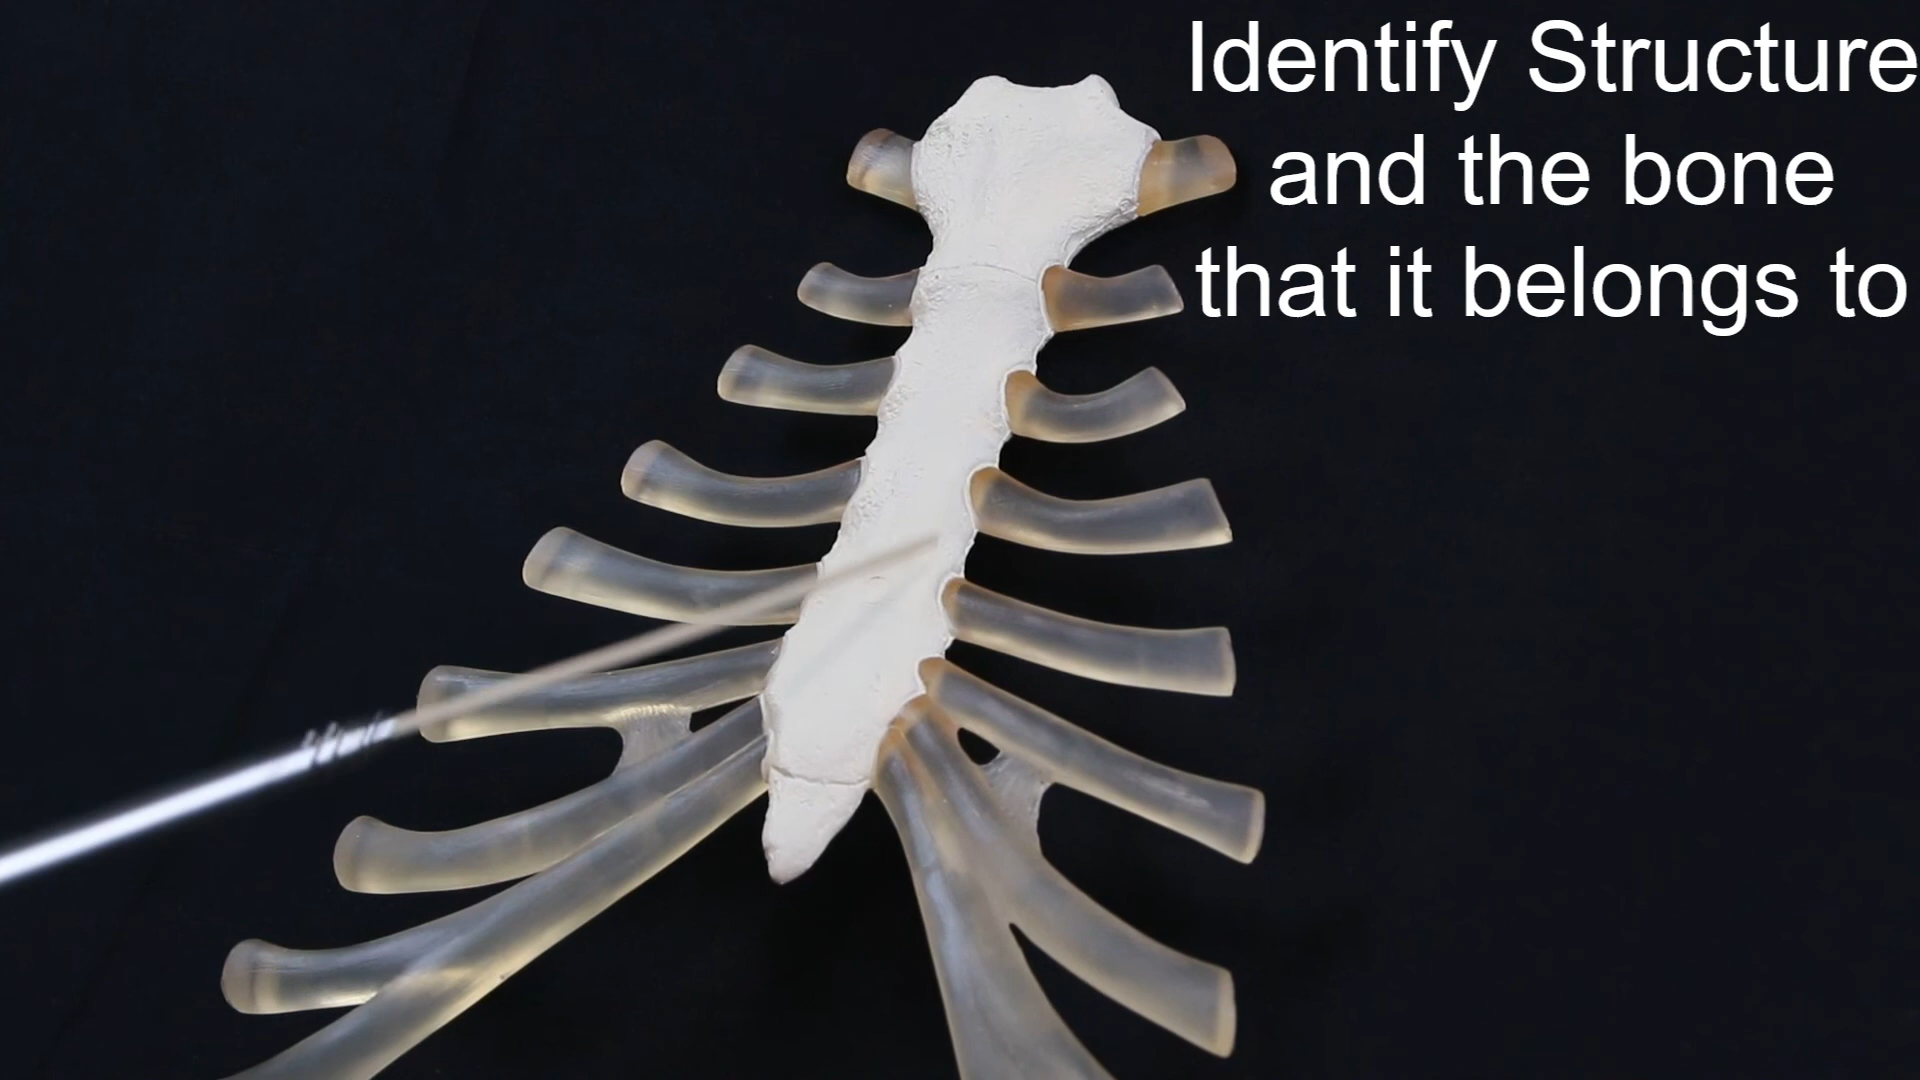 Identify Structure
and the bone
that it belongs to